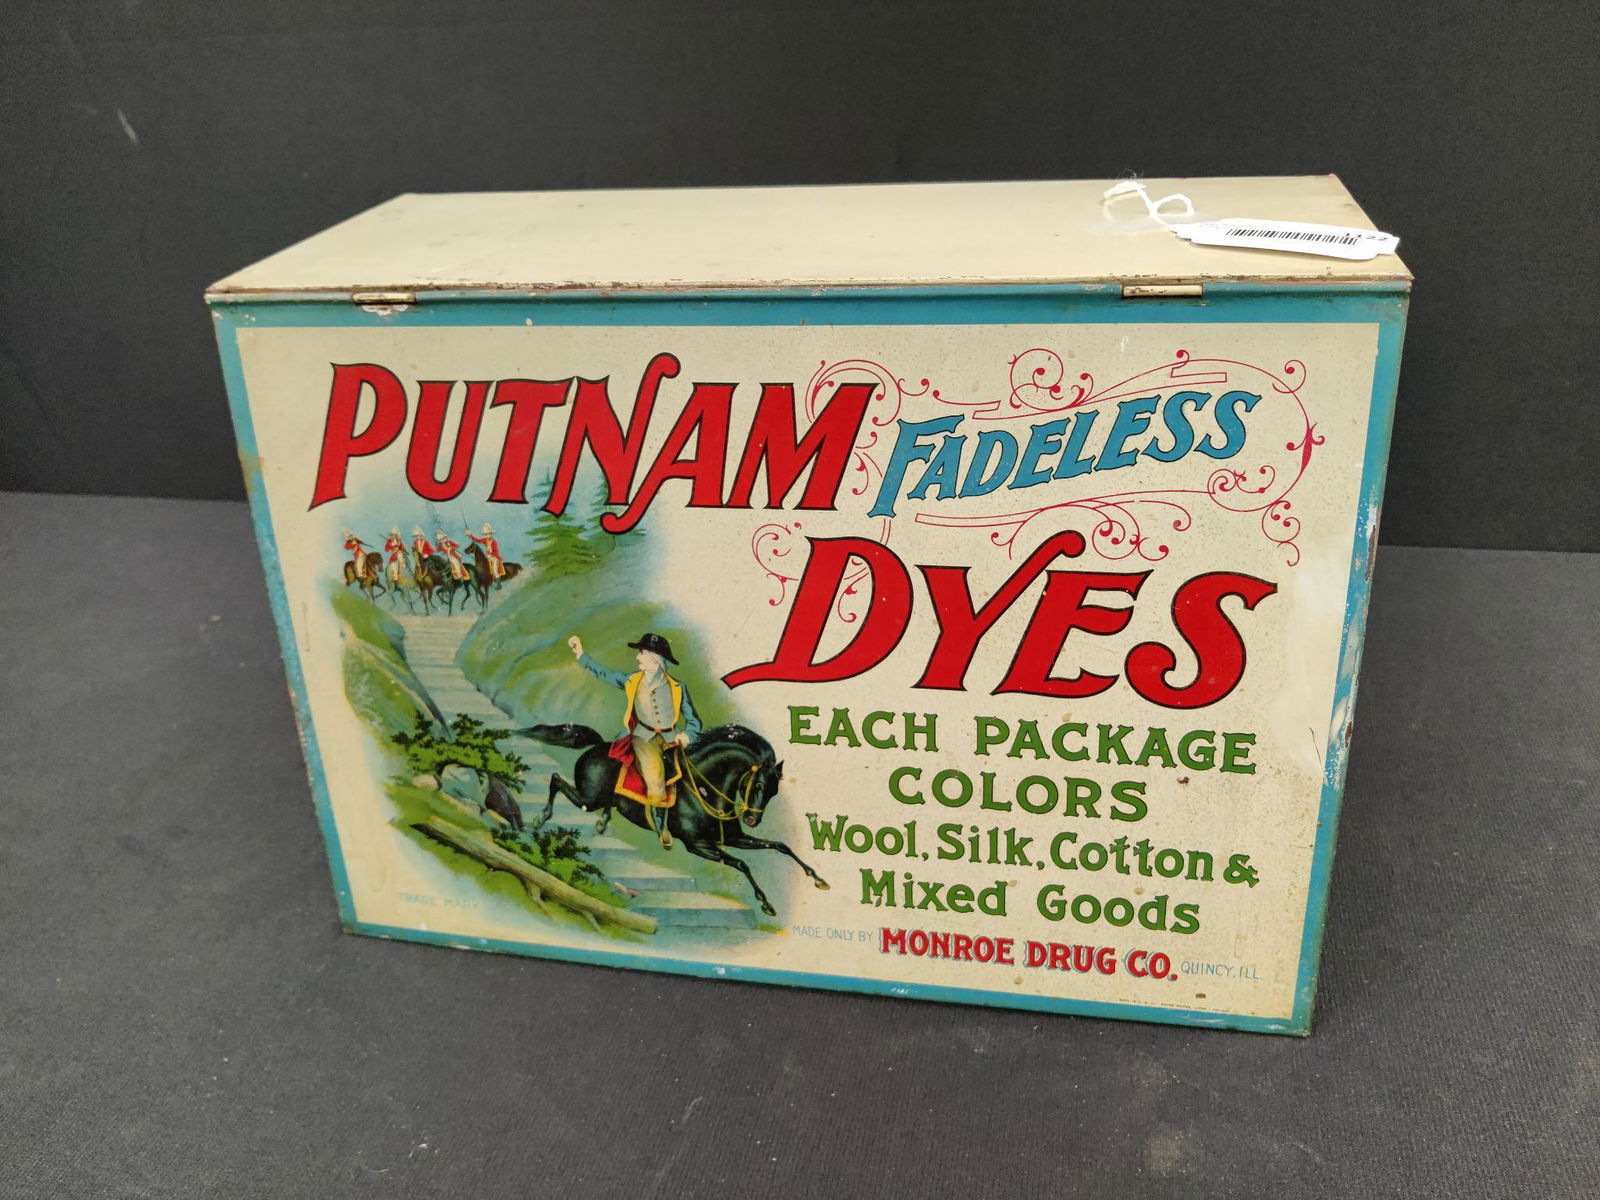 1122
PUTNAM FADELESS
DYES
EACH PACKAGE
COLORS
Wool, Silk, Cotton &
Mixed Goods
TRADE MARK
MADE ONLY BY MONROE DRUG CO. QUINCY, ILL.